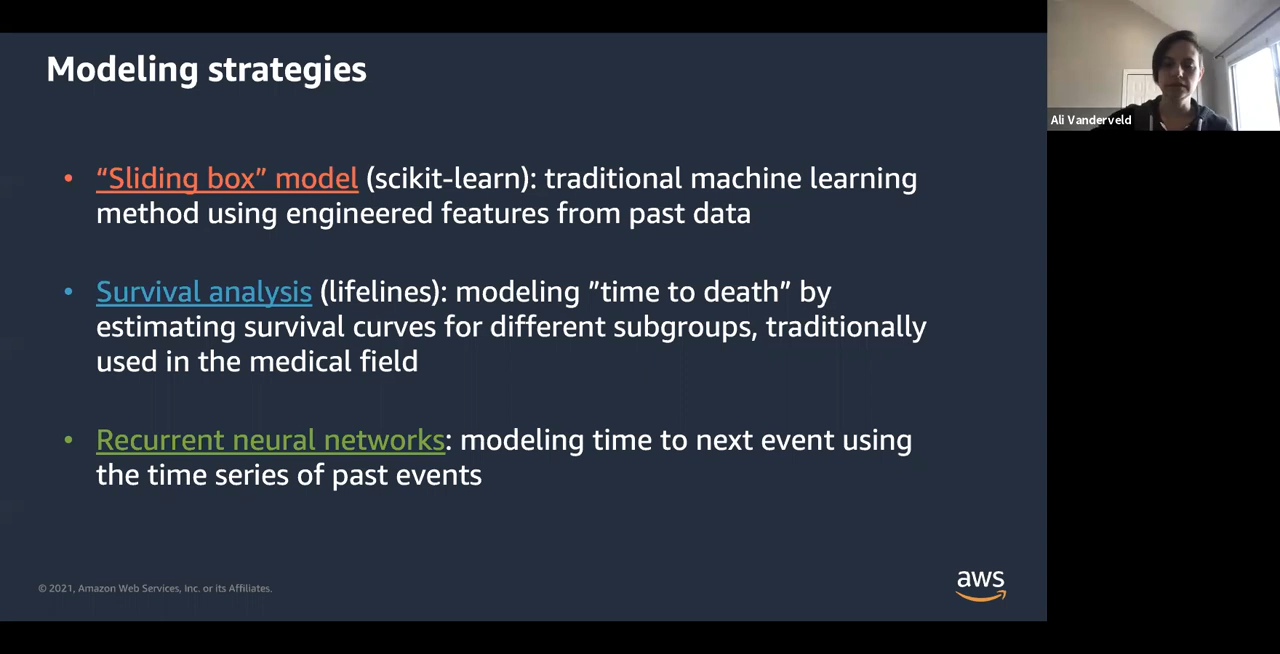 Modeling strategies
Ali Vanderveld
• “Sliding box” model (scikit-learn): traditional machine learning
method using engineered features from past data
• Survival analysis (lifelines): modeling ”time to death” by
estimating survival curves for different subgroups, traditionally
used in the medical field
• Recurrent neural networks: modeling time to next event using
the time series of past events
© 2021, Amazon Web Services, Inc. or its Affiliates.
aws